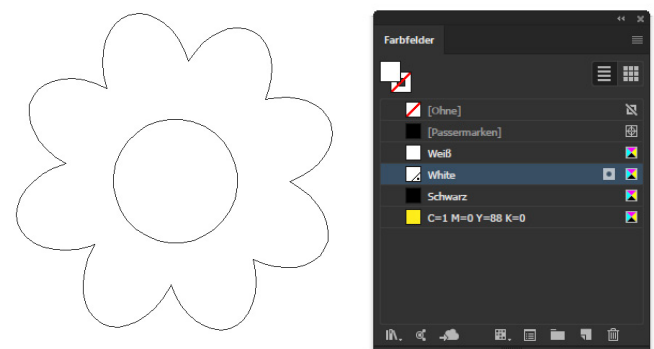 Farbfelder
[Ohne]
[Passermarken]
Weiß
White
Schwarz
C=1 M=0 Y=88 K=0